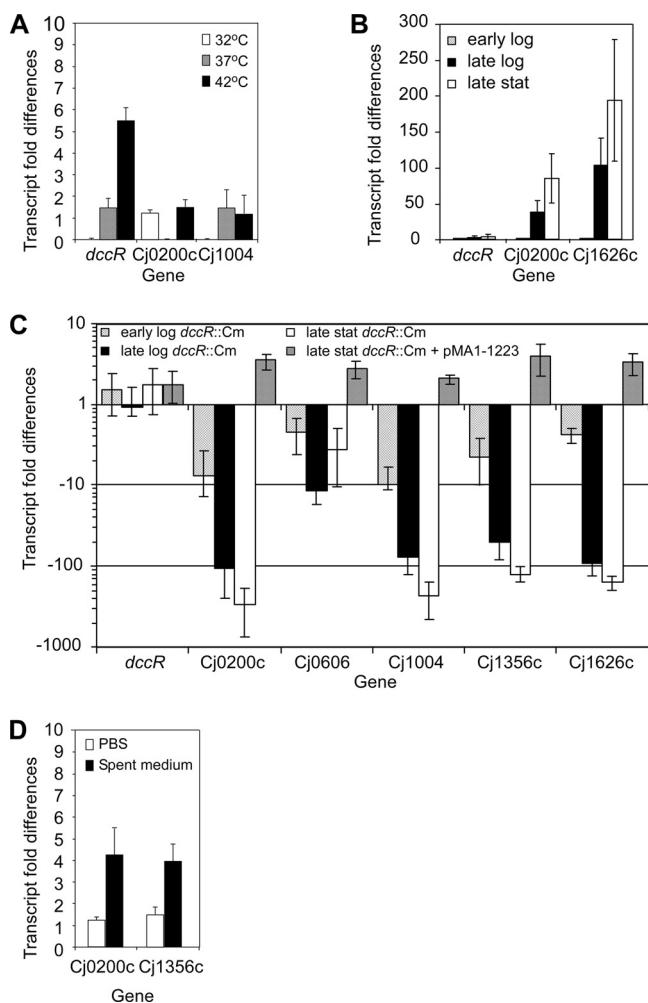 A
Transcript fold differences
10
9
8
7
6
5
4
3
2
1
0
32ºC
37ºC
42ºC
dccR Cj0200c Cj1004
Gene
B
Transcript fold differences
300
250
200
150
100
50
0
early log
late log
late stat
dccR Cj0200c Cj1626c
Gene
C
Transcript fold differences
10
1
-10
-100
-1000
early log dccR::Cm
late log dccR::Cm
late stat dccR::Cm
late stat dccR::Cm + pMA1-1223
dccR Cj0200c Cj0606 Cj1004 Cj1356c Cj1626c
Gene
D
Transcript fold differences
10
9
8
7
6
5
4
3
2
1
0
PBS
Spent medium
Cj0200c Cj1356c
Gene